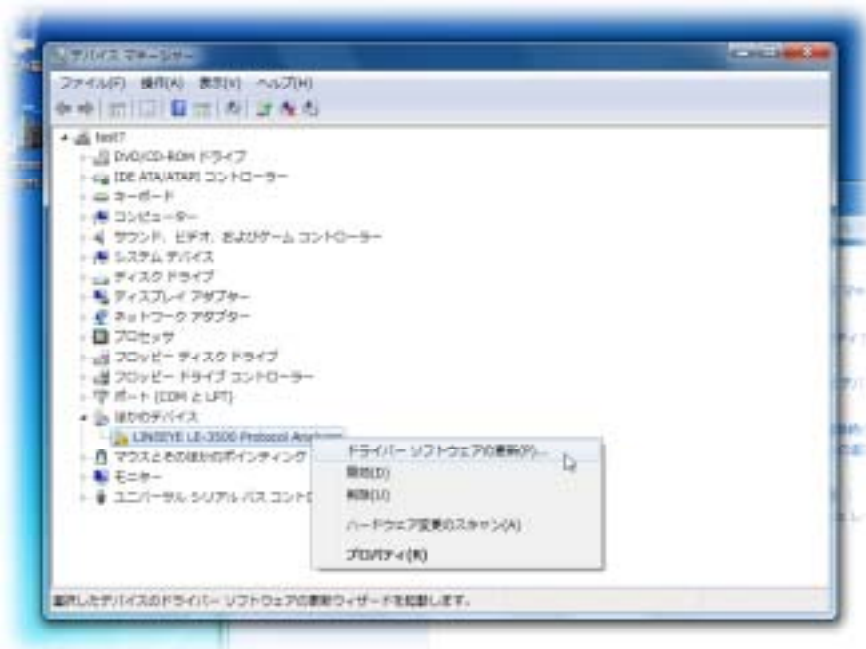 デバイス マネージャー
ファイル(F) 操作(A) 表示(V) ヘルプ(H)
test7
DVD/CD-ROM ドライブ
IDE ATA/ATAPI コントローラー
キーボード
コンピューター
サウンド、ビデオ、およびゲーム コントローラー
システム デバイス
ディスク ドライブ
ディスプレイ アダプター
ネットワーク アダプター
プロセッサ
フロッピー ディスク ドライブ
フロッピー ドライブ コントローラー
ポート (COM と LPT)
ほかのデバイス
LINEEYE LE-3500 Protocol
マウスとそのほかのポインティング
モニター
ユニバーサル シリアル バス コント
ドライバー ソフトウェアの更新(P)...
削除(U)
ハードウェア変更のスキャン(A)
プロパティ(R)
選択したデバイスのドライバー ソフトウェアの更新ウィザードを起動します。